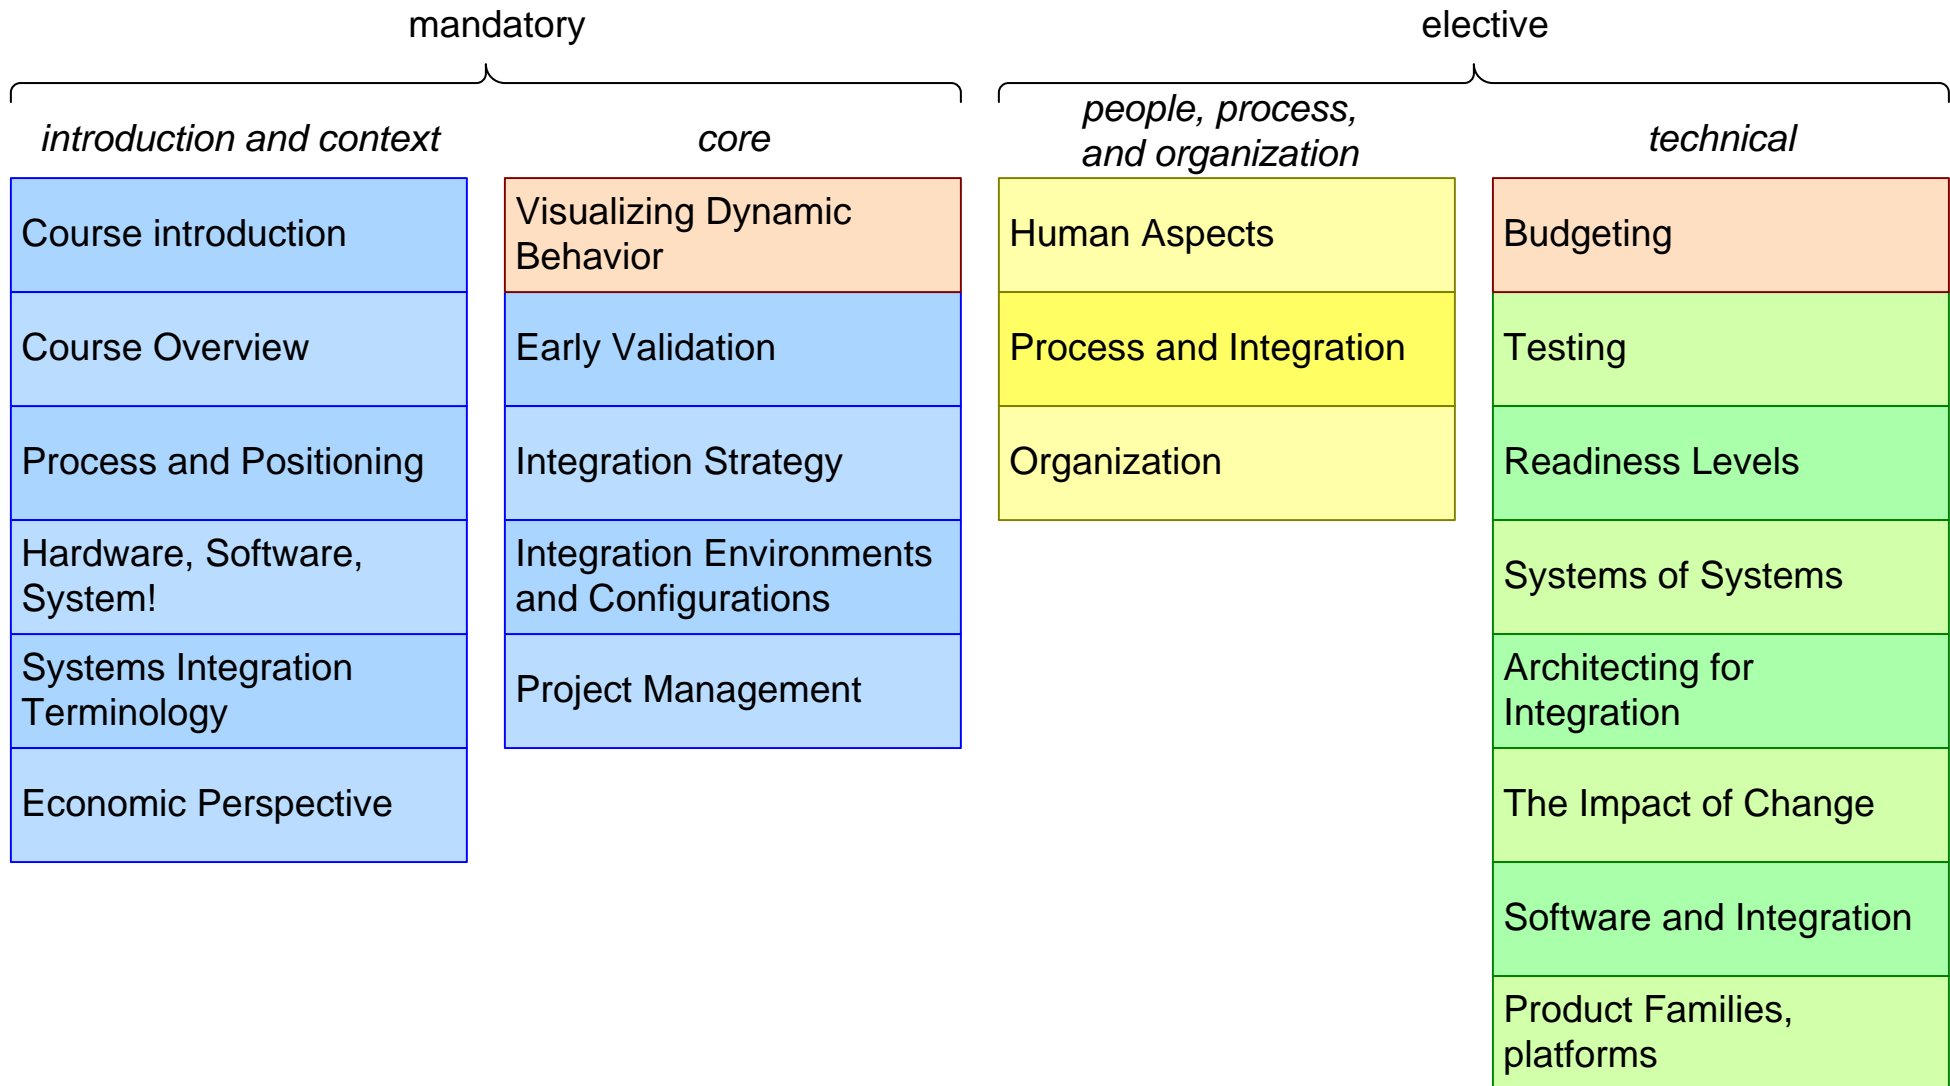 mandatory
elective
introduction and context
core
people, process,
and organization
technical
Course introduction
Course Overview
Process and Positioning
Hardware, Software,
System!
Systems Integration
Terminology
Economic Perspective
Visualizing Dynamic
Behavior
Early Validation
Integration Strategy
Integration Environments
and Configurations
Project Management
Human Aspects
Process and Integration
Organization
Budgeting
Testing
Readiness Levels
Systems of Systems
Architecting for
Integration
The Impact of Change
Software and Integration
Product Families,
platforms